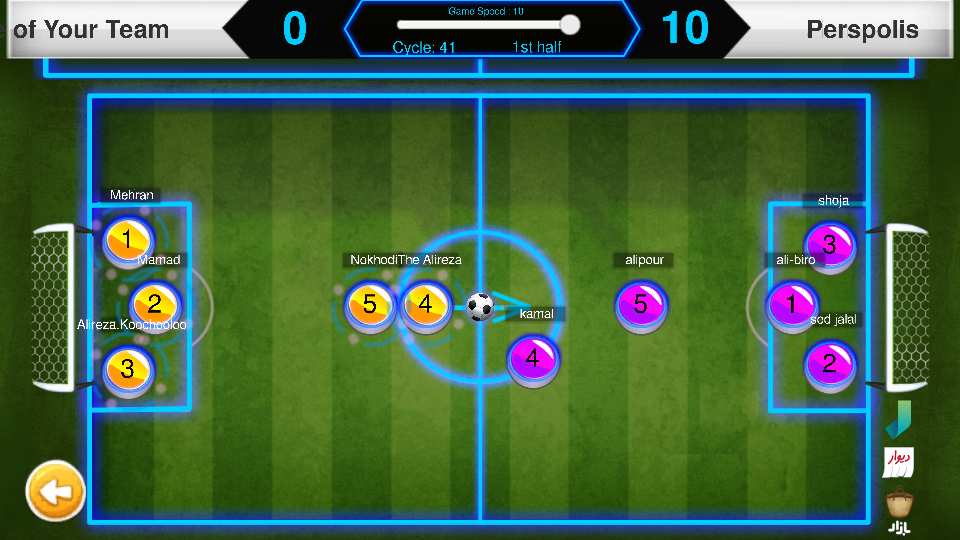 of Your Team
0
Game Speed : 10
Cycle: 41
1st half
10
Perspolis
Mehran
1
Mamad
2
Alireza.Koochooloo
3
Nokhodi
5
The Alireza
4
kamal
4
alipour
5
shoja
3
ali-biro
1
sed jalal
2
دیوار
بازار